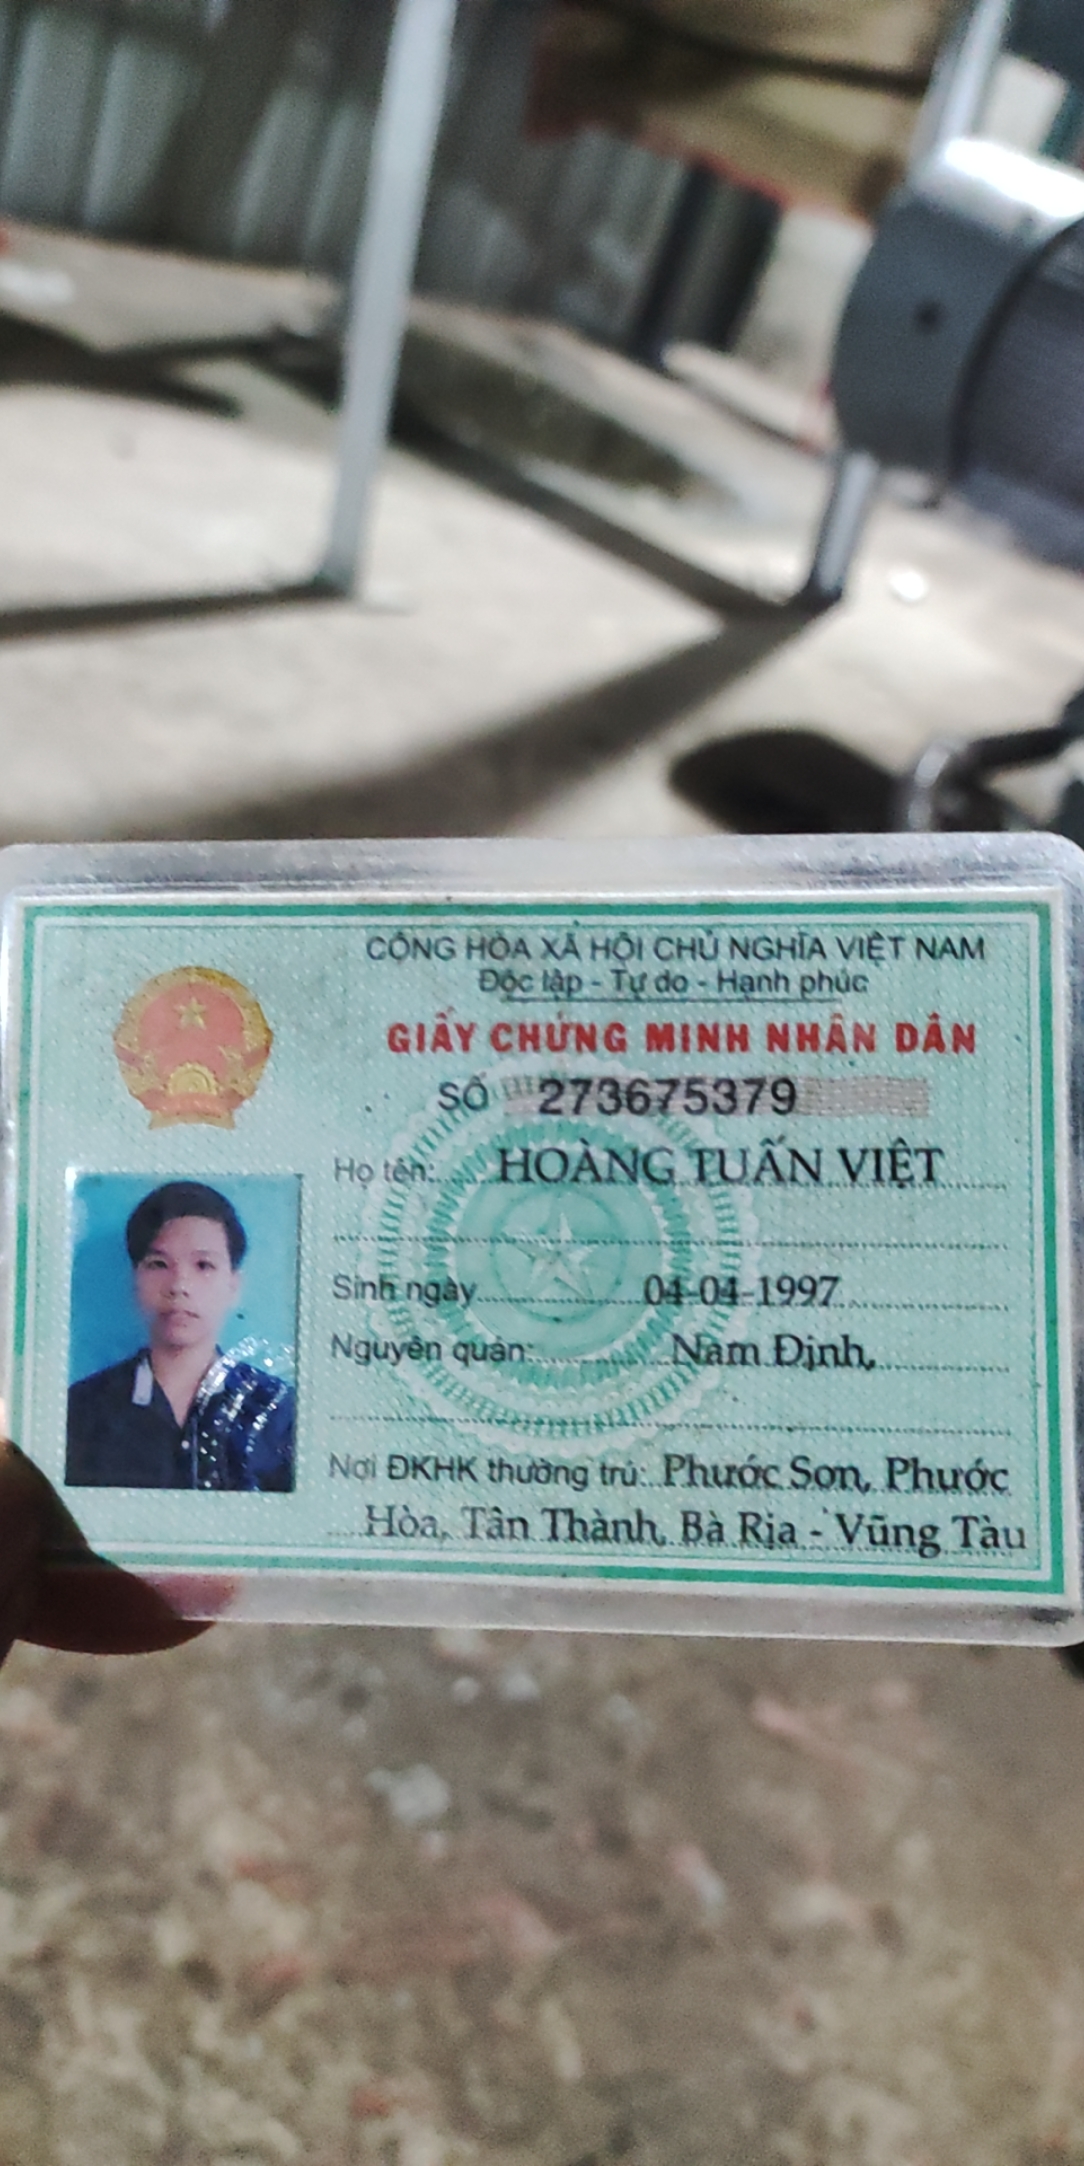 CỘNG HÒA XÃ HỘI CHỦ NGHĨA VIỆT NAM
Độc lập - Tự do - Hạnh phúc
GIẤY CHỨNG MINH NHÂN DÂN
SỐ 273675379
Họ tên: HOÀNG TUẤN VIỆT
Sinh ngày 04-04-1997
Nguyên quán: Nam Định,
Nơi ĐKHK thường trú: Phước Sơn, Phước
Hòa, Tân Thành, Bà Rịa - Vũng Tàu